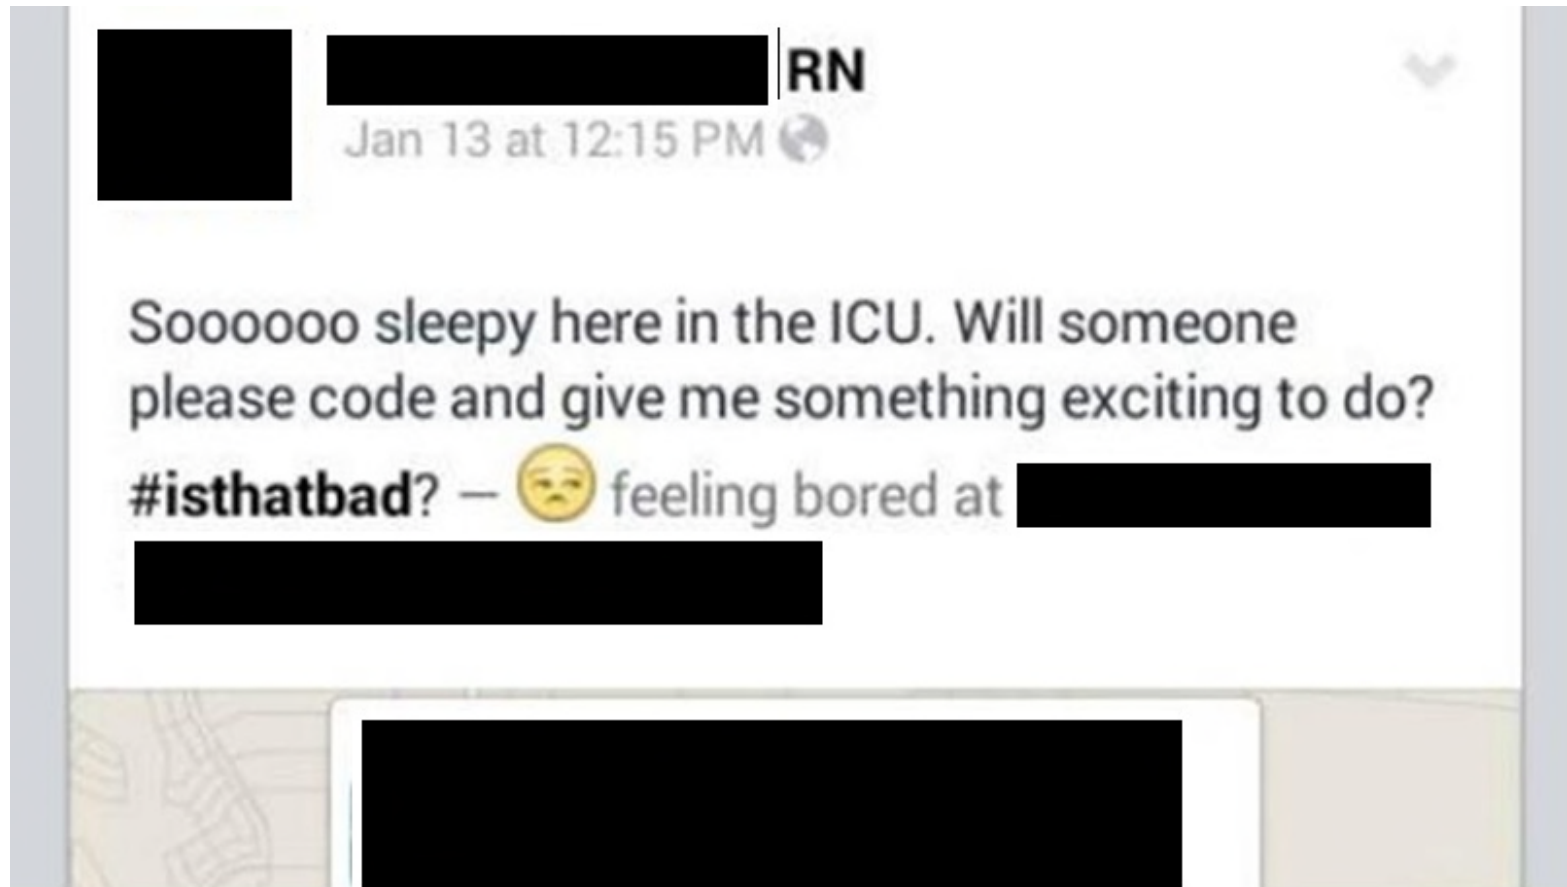 RN
Jan 13 at 12:15 PM
Soooooo sleepy here in the ICU. Will someone
please code and give me something exciting to do?
#isthatbad? — feeling bored at